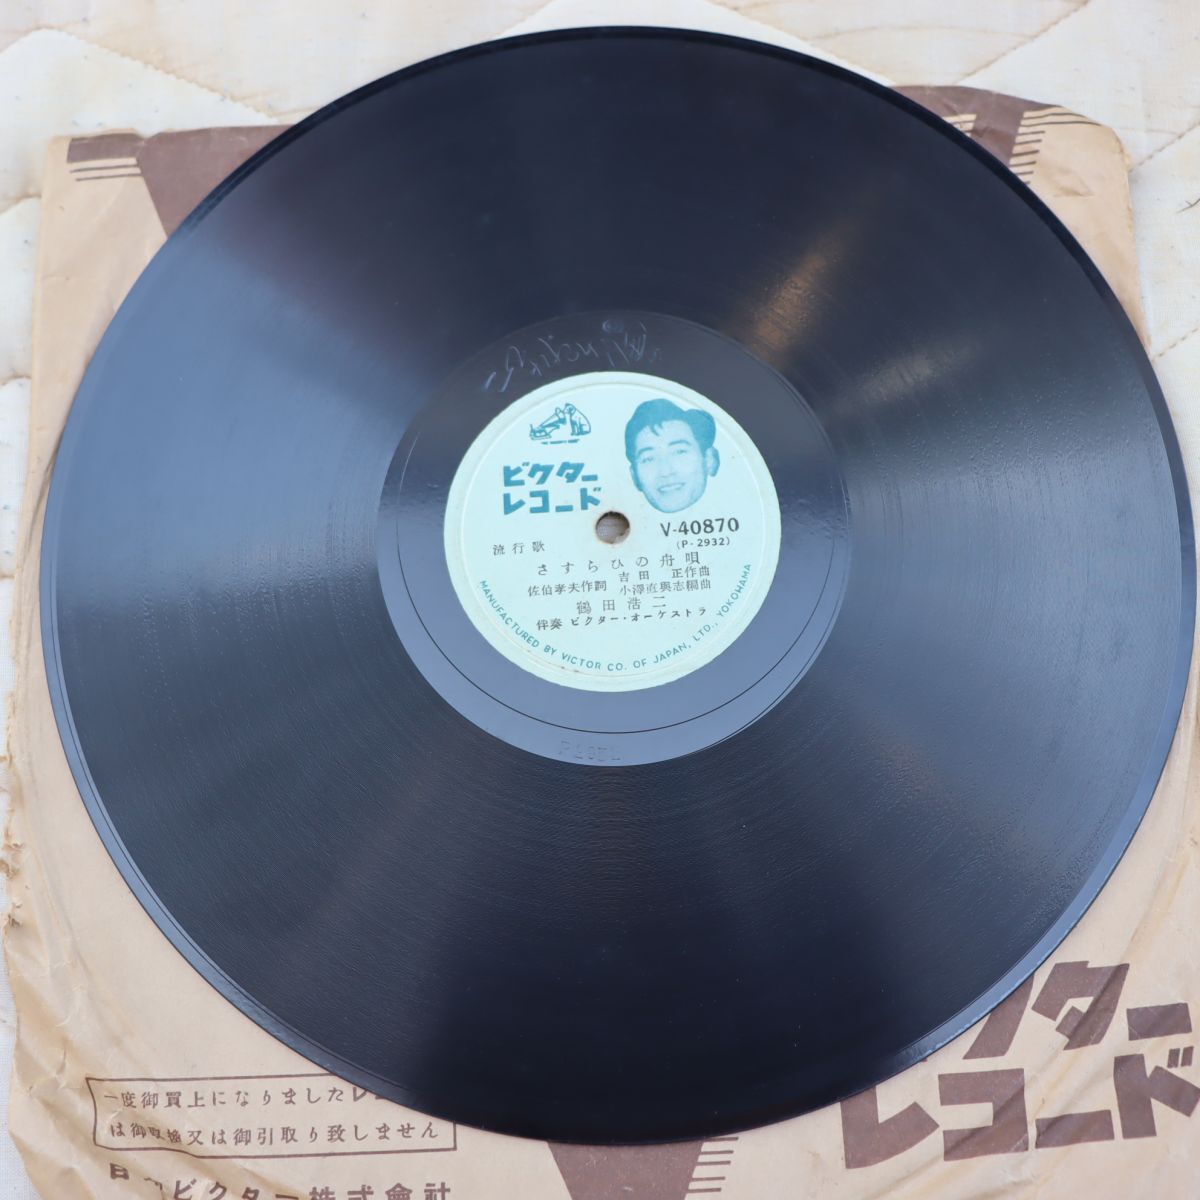 ビクター
レコード
V-40870
(P-2932)
流行歌
さすらひの舟唄
佐伯孝夫作詞 吉田 正作曲
小澤直與志編曲
鶴田浩二
伴奏 ビクター・オーケストラ
MANUFACTURED BY VICTOR CO. OF JAPAN, LTD., YOKOHAMA
クター
レコード
一度御買上になりましたレ
は御取換又は御引取り致しません
ビクター株式會社